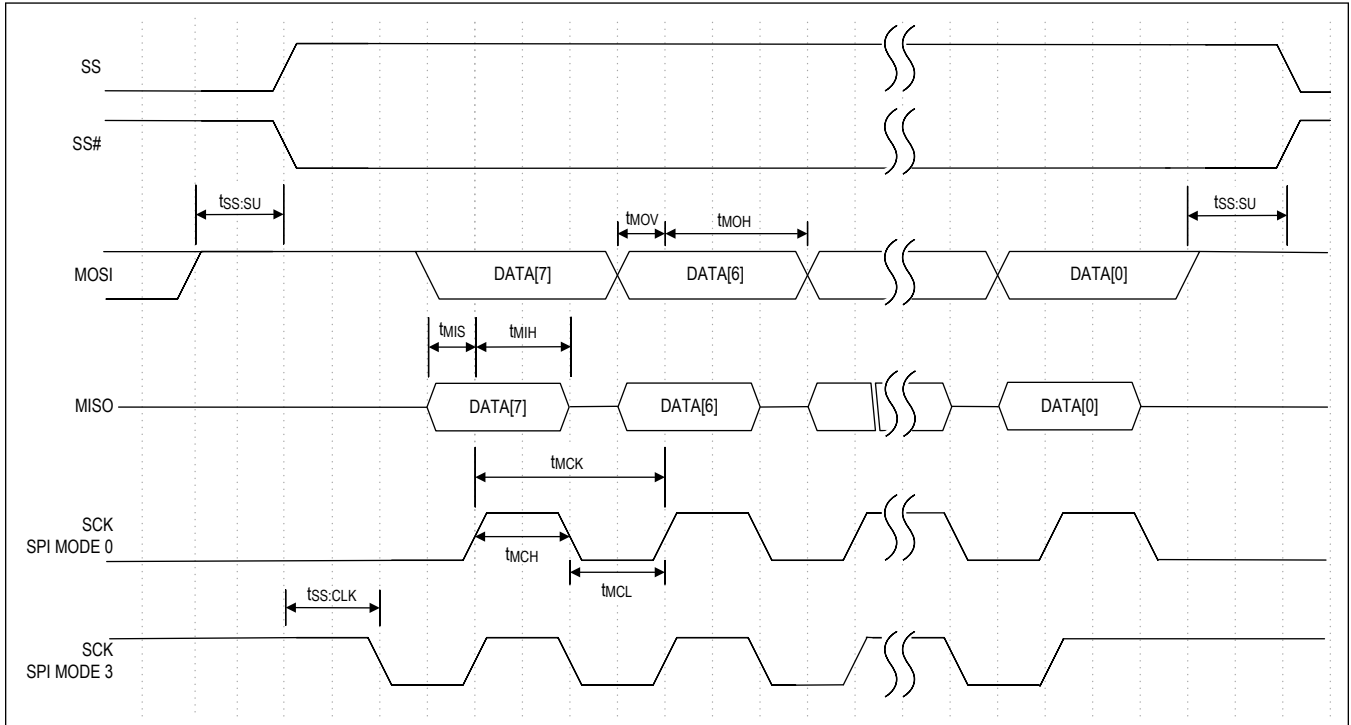 SS
SS#
tSS:SU
tMOV
tMOH
tSS:SU
MOSI
DATA[7]
DATA[6]
DATA[0]
tMIS
tMIH
MISO
DATA[7]
DATA[6]
DATA[0]
tMCK
SCK
SPI MODE 0
tMCH
tMCL
tSS:CLK
SCK
SPI MODE 3